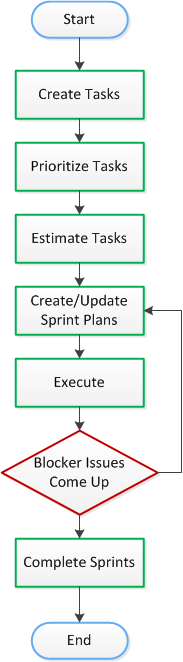 Start
Create Tasks
Prioritize Tasks
Estimate Tasks
Create/Update
Sprint Plans
Execute
Blocker Issues
Come Up
Complete Sprints
End